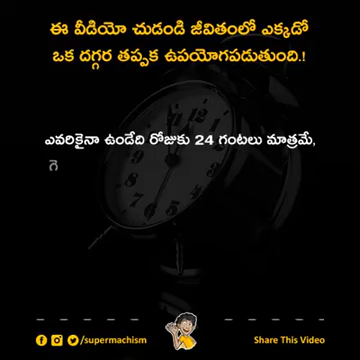 ఈ వీడియో చుడండి జీవితంలో ఎక్కడో
ఒక దగ్గర తప్పక ఉపయోగపడుతుంది.!
ఎవరికైనా ఉండేది రోజుకు 24 గంటలు మాత్రమే,
గె
/supermachism
Share This Video